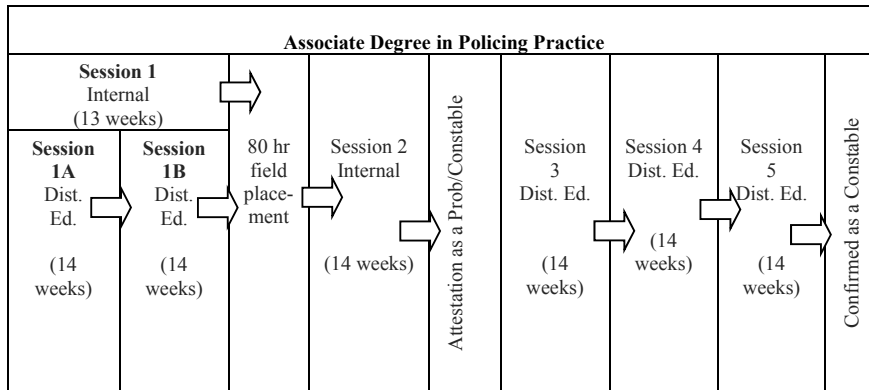 Associate Degree in Policing Practice
Session 1
Internal
(13 weeks)
Session
1A
Dist.
Ed.
(14
weeks)
Session
1B
Dist.
Ed.
(14
weeks)
80 hr
field
place-
ment
Session 2
Internal
(14 weeks)
Attestation as a Prob/Constable
Session
3
Dist. Ed.
(14
weeks)
Session 4
Dist. Ed.
(14
weeks)
Session
5
Dist. Ed.
(14
weeks)
Confirmed as a Constable